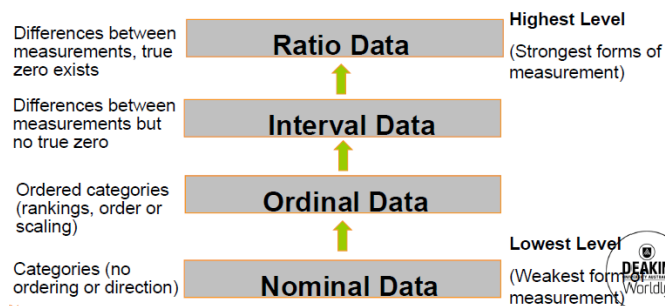 Differences between
measurements, true
zero exists
Ratio Data
Highest Level
(Strongest forms of
measurement)
Differences between
measurements but
no true zero
Interval Data
Ordered categories
(rankings, order or
scaling)
Ordinal Data
Categories (no
ordering or direction)
Nominal Data
Lowest Level
(Weakest form of
measurement)
DEAKIN
Worldly